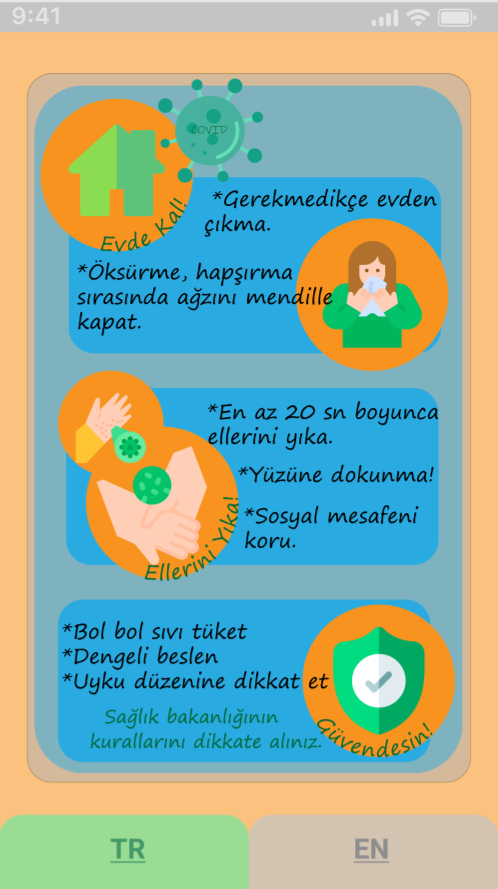 9:41
COVID
Evde Kal!
*Gerekmedikçe evden
çıkma.
*Öksürme, hapşırma
sırasında ağzını mendille
kapat.
*En az 20 sn boyunca
ellerini yıka.
*Yüzüne dokunma!
*Sosyal mesafeni
koru.
Ellerini Yıka!
*Bol bol sıvı tüket
*Dengeli beslen
*Uyku düzenine dikkat et
Sağlık bakanlığının
kurallarını dikkate alınız.
Güvendesin!
TR
EN